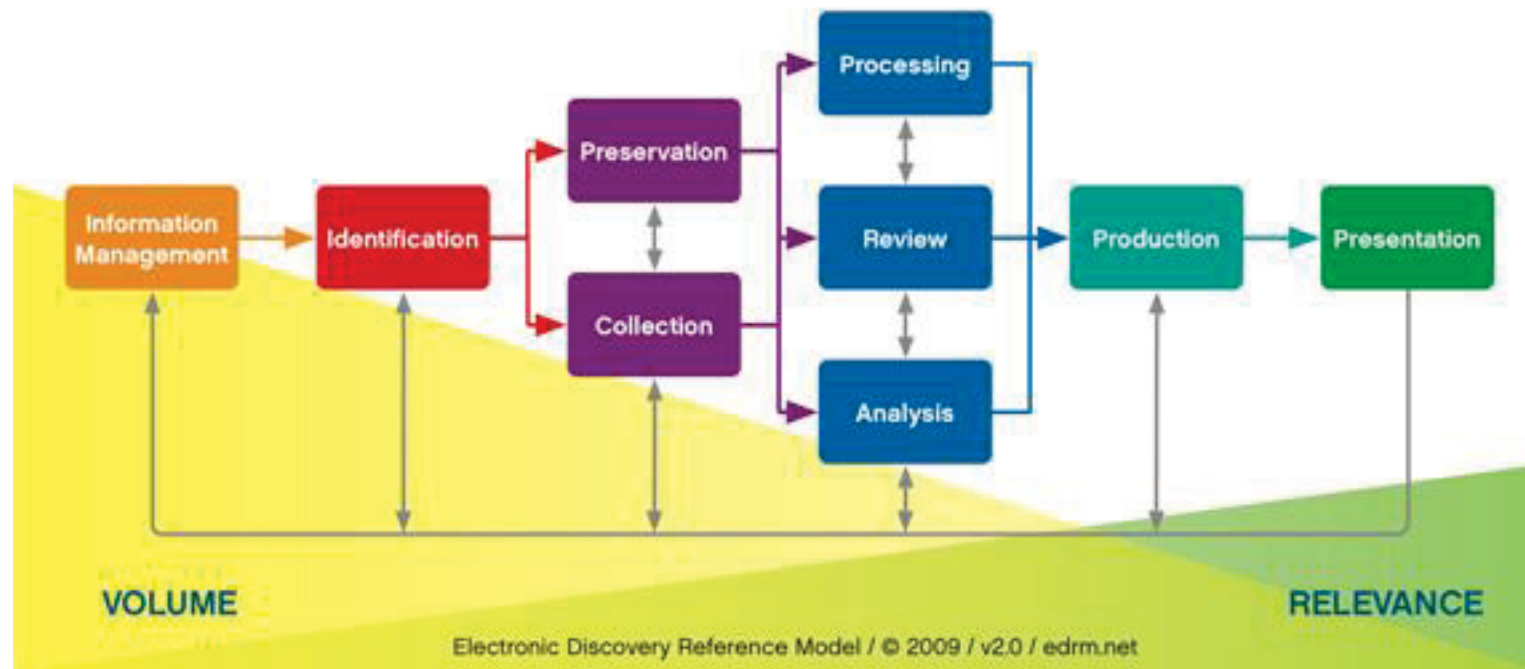 Processing
Preservation
Information
Management
Identification
Review
Production
Presentation
Collection
Analysis
VOLUME
RELEVANCE
Electronic Discovery Reference Model / © 2009 / v2.0 / edrm.net